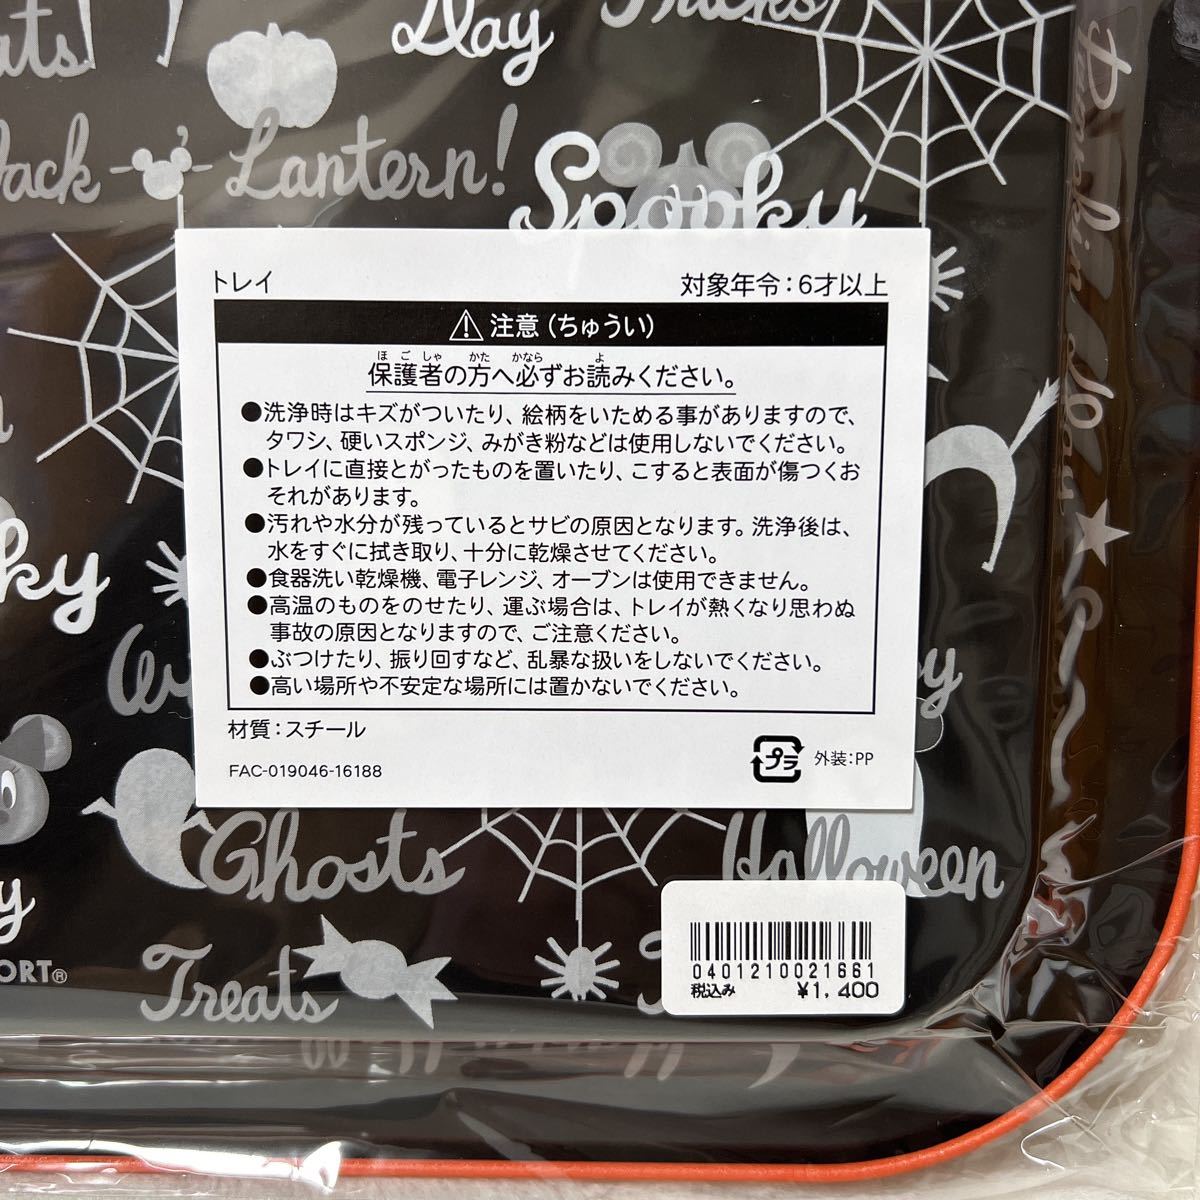 Day
Tricks
Jack Lantern!
Spooky
Pumkin
トレイ
対象年令：6才以上
⚠注意（ちゅうい）
ほごしゃ かた かなら よ
保護者の方へ必ずお読みください。
●洗浄時はキズがついたり、絵柄をいためる事がありますので、
タワシ、硬いスポンジ、みがき粉などは使用しないでください。
●トレイに直接とがったものを置いたり、こすると表面が傷つくお
それがあります。
●汚れや水分が残っているとサビの原因となります。洗浄後は、
水をすぐに拭き取り、十分に乾燥させてください。
●食器洗い乾燥機、電子レンジ、オーブンは使用できません。
●高温のものをのせたり、運ぶ場合は、トレイが熱くなり思わぬ
事故の原因となりますので、ご注意ください。
●ぶつけたり、振り回すなど、乱暴な扱いをしないでください。
●高い場所や不安定な場所には置かないでください。
材質：スチール
FAC-019046-16188
プラ
外装：PP
Ghosts
Halloween
Treats
ORT®
0401210021661
税込み ¥1,400